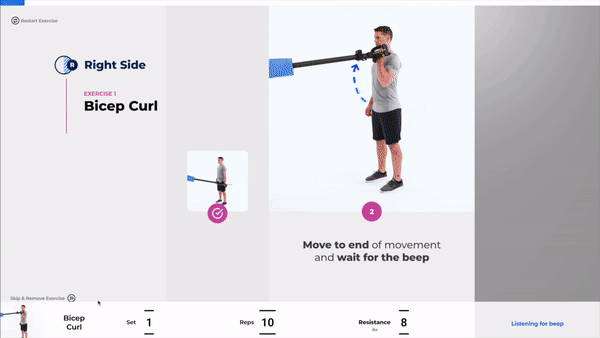 Restart Exercise
R Right Side
EXERCISE 1
Bicep Curl
2
Move to end of movement
and wait for the beep
Skip & Remove Exercise
Bicep
Curl
Set 1
Reps 10
Resistance 8
lbs
Listening for beep